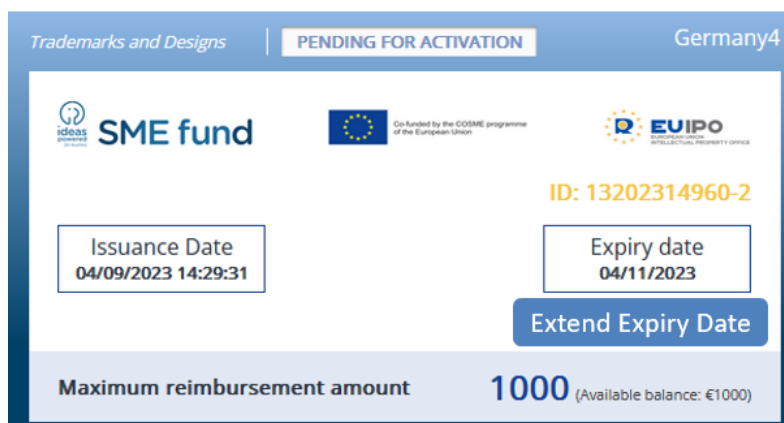 Trademarks and Designs
PENDING FOR ACTIVATION
Germany4
ideas
powered
for business
SME fund
Co-funded by the COSME programme
of the European Union
EUIPO
EUROPEAN UNION
INTELLECTUAL PROPERTY OFFICE
ID: 13202314960-2
Issuance Date
04/09/2023 14:29:31
Expiry date
04/11/2023
Extend Expiry Date
Maximum reimbursement amount
1000 (Available balance: €1000)